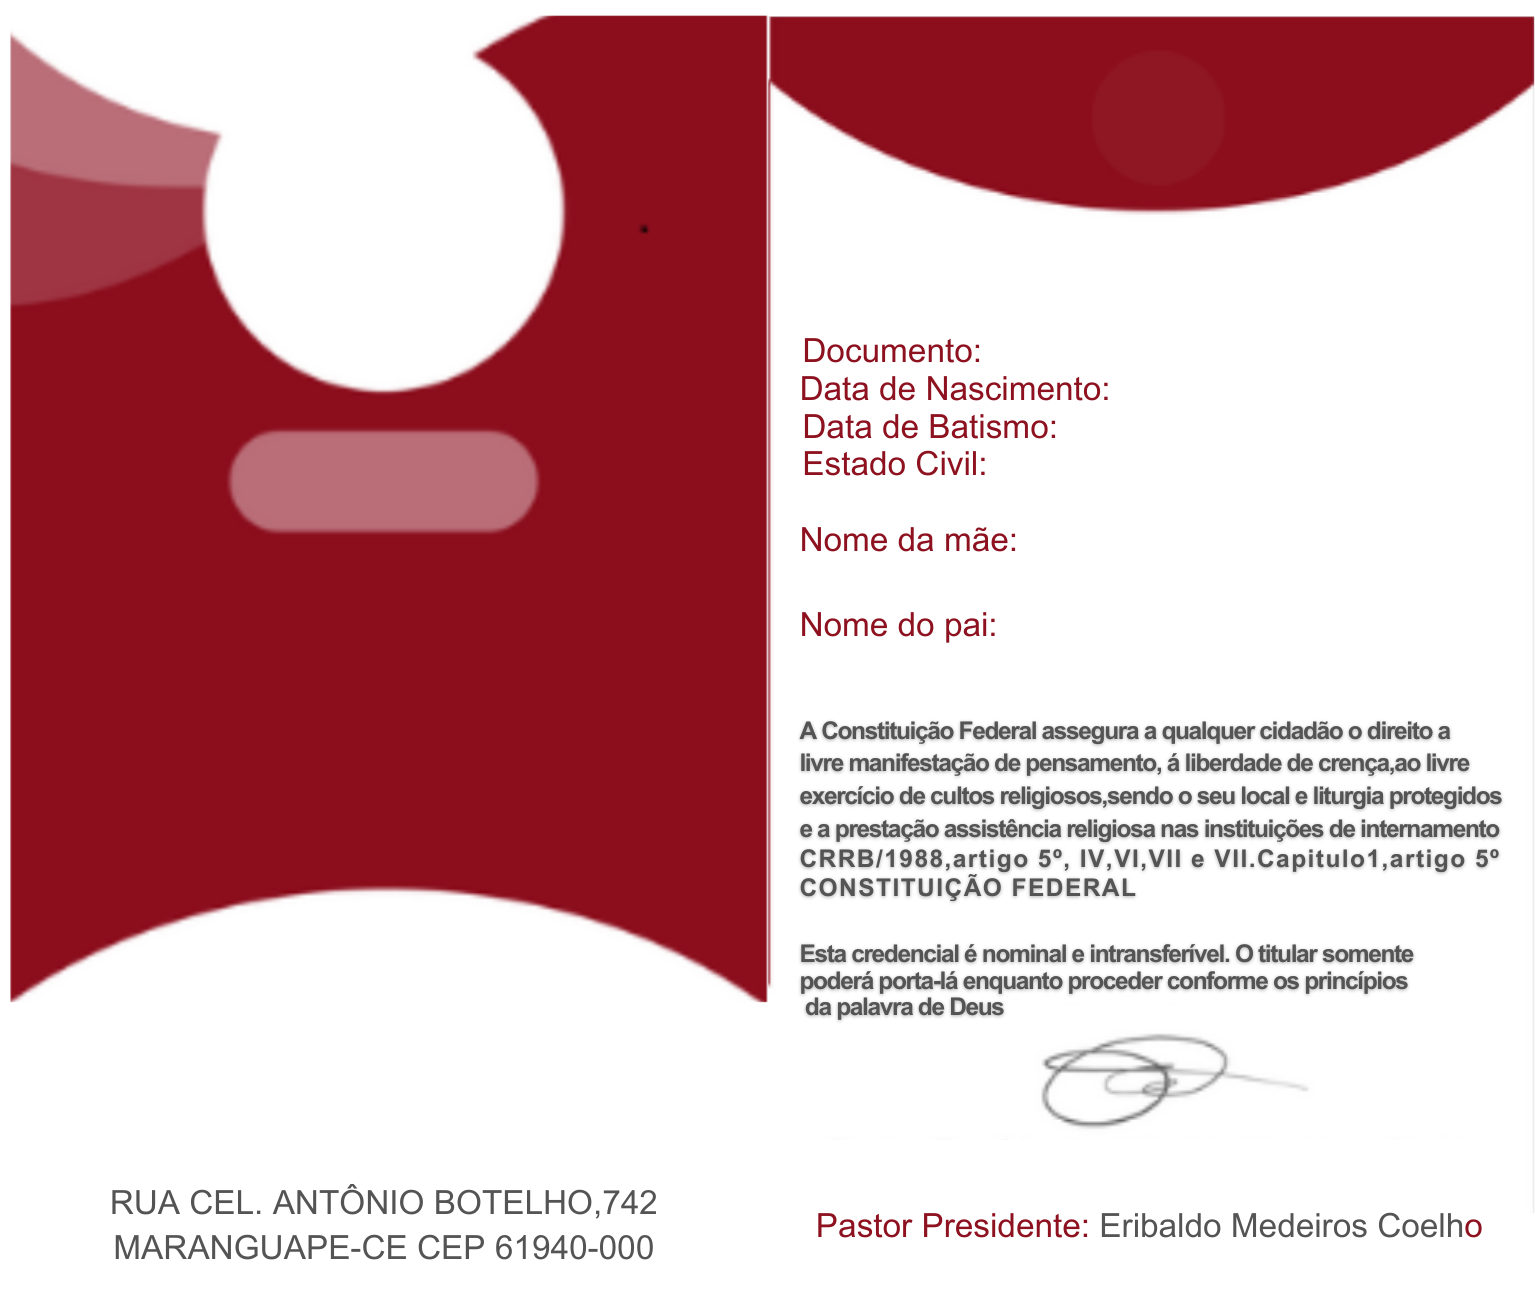 RUA CEL. ANTÔNIO BOTELHO,742
MARANGUAPE-CE CEP 61940-000
Documento:
Data de Nascimento:
Data de Batismo:
Estado Civil:
Nome da mãe:
Nome do pai:
A Constituição Federal assegura a qualquer cidadão o direito a
livre manifestação de pensamento, á liberdade de crença,ao livre
exercício de cultos religiosos,sendo o seu local e liturgia protegidos
e a prestação assistência religiosa nas instituições de internamento
CRRB/1988,artigo 5º, IV,VI,VII e VII.Capitulo1,artigo 5º
CONSTITUIÇÃO FEDERAL
Esta credencial é nominal e intransferível. O titular somente
poderá porta-lá enquanto proceder conforme os princípios
da palavra de Deus
Pastor Presidente: Eribaldo Medeiros Coelho